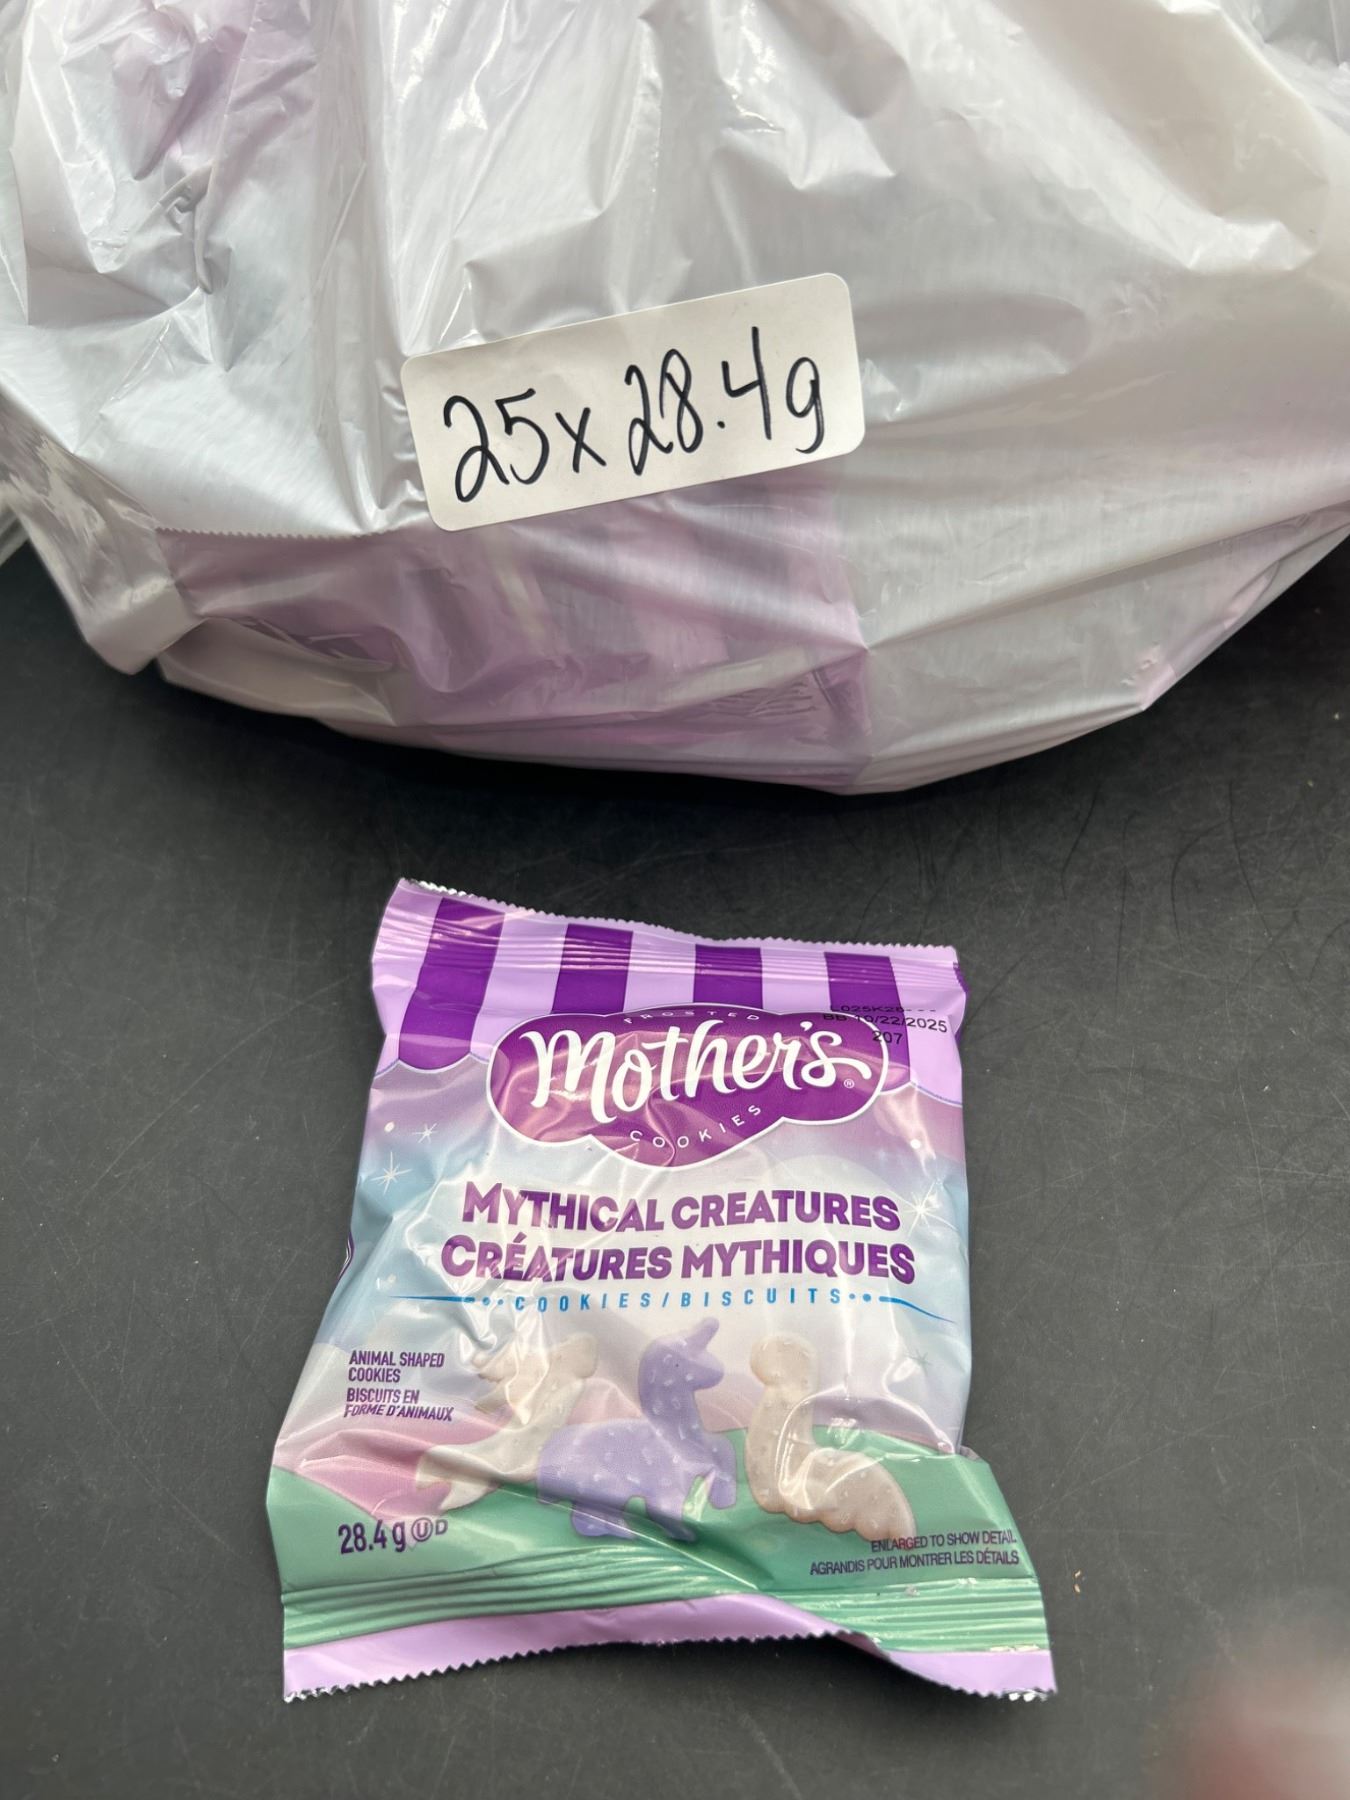 25x28.4g
FROSTED
Mother's®
COOKIES
BB 10/22/2025
207
MYTHICAL CREATURES
CRÉATURES MYTHIQUES
COOKIES/BISCUITS
ANIMAL SHAPED
COOKIES
BISCUITS EN
FORME D'ANIMAUX
28.4 g Ⓤ D
ENLARGED TO SHOW DETAIL
AGRANDIS POUR MONTRER LES DÉTAILS